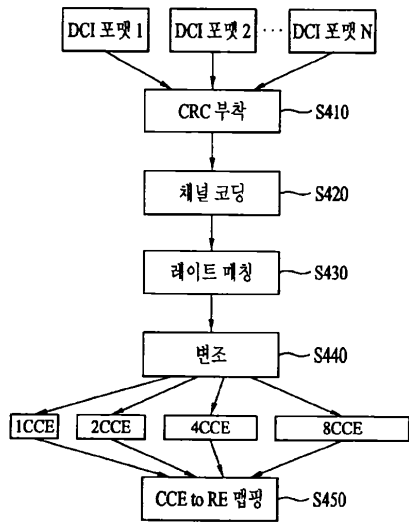 DCI 포맷 1 DCI 포맷 2 ··· DCI 포맷 N
CRC 부착 S410
채널 코딩 S420
레이트 매칭 S430
변조 S440
1CCE 2CCE 4CCE 8CCE
CCE to RE 맵핑 S450